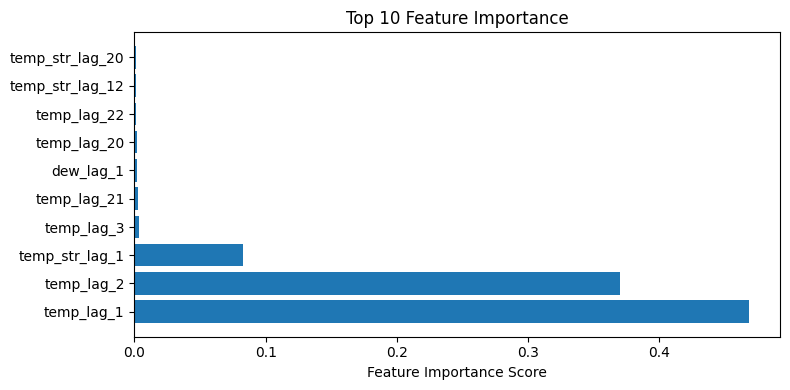 Top 10 Feature Importance
temp_str_lag_20
temp_str_lag_12
temp_lag_22
temp_lag_20
dew_lag_1
temp_lag_21
temp_lag_3
temp_str_lag_1
temp_lag_2
temp_lag_1
0.0 0.1 0.2 0.3 0.4
Feature Importance Score